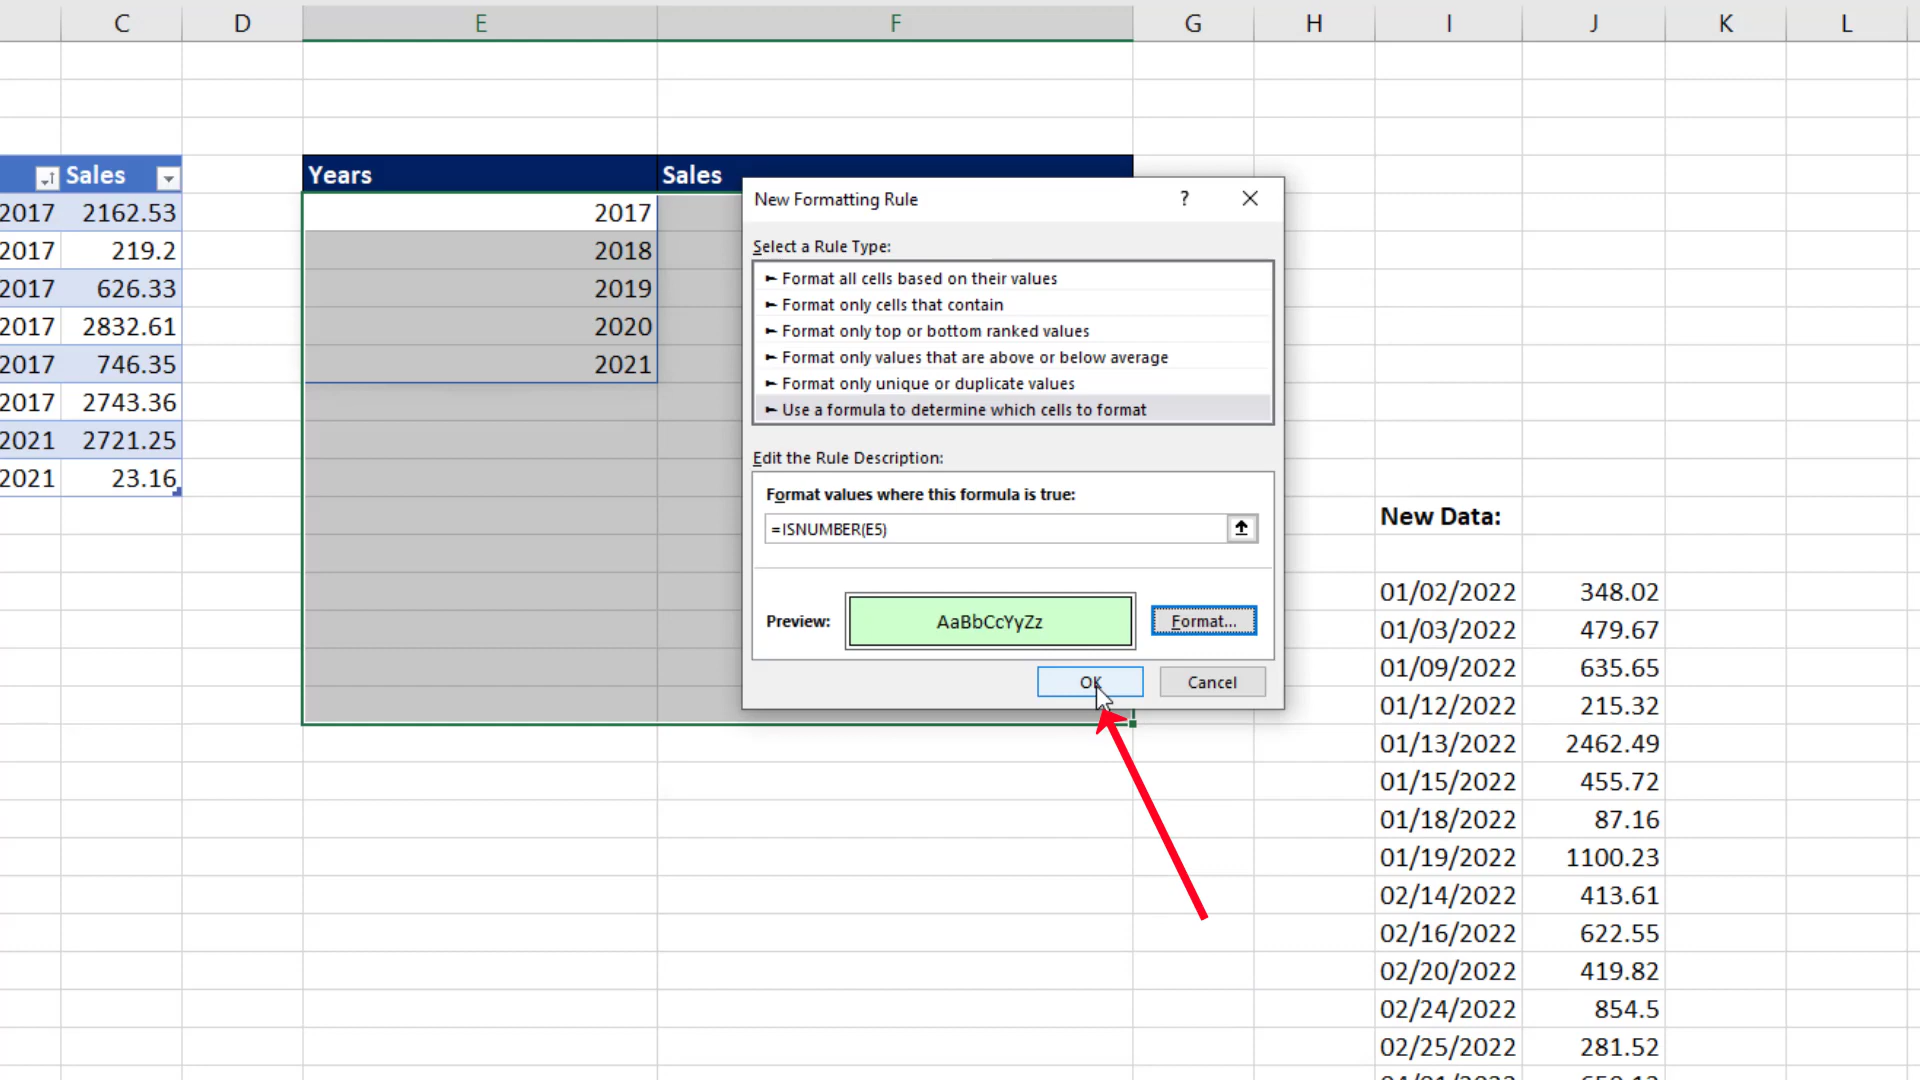 C D E F G H I J K L
Sales Years Sales
2017 2162.53 2017
2017 219.2 2018
2017 626.33 2019
2017 2832.61 2020
2017 746.35 2021
2017 2743.36
2021 2721.25
2021 23.16
New Formatting Rule ?
Select a Rule Type:
► Format all cells based on their values
► Format only cells that contain
► Format only top or bottom ranked values
► Format only values that are above or below average
► Format only unique or duplicate values
► Use a formula to determine which cells to format
Edit the Rule Description:
Format values where this formula is true:
=ISNUMBER(E5)
Preview: AaBbCcYyZz Format...
OK Cancel
New Data:
01/02/2022 348.02
01/03/2022 479.67
01/09/2022 635.65
01/12/2022 215.32
01/13/2022 2462.49
01/15/2022 455.72
01/18/2022 87.16
01/19/2022 1100.23
02/14/2022 413.61
02/16/2022 622.55
02/20/2022 419.82
02/24/2022 854.5
02/25/2022 281.52